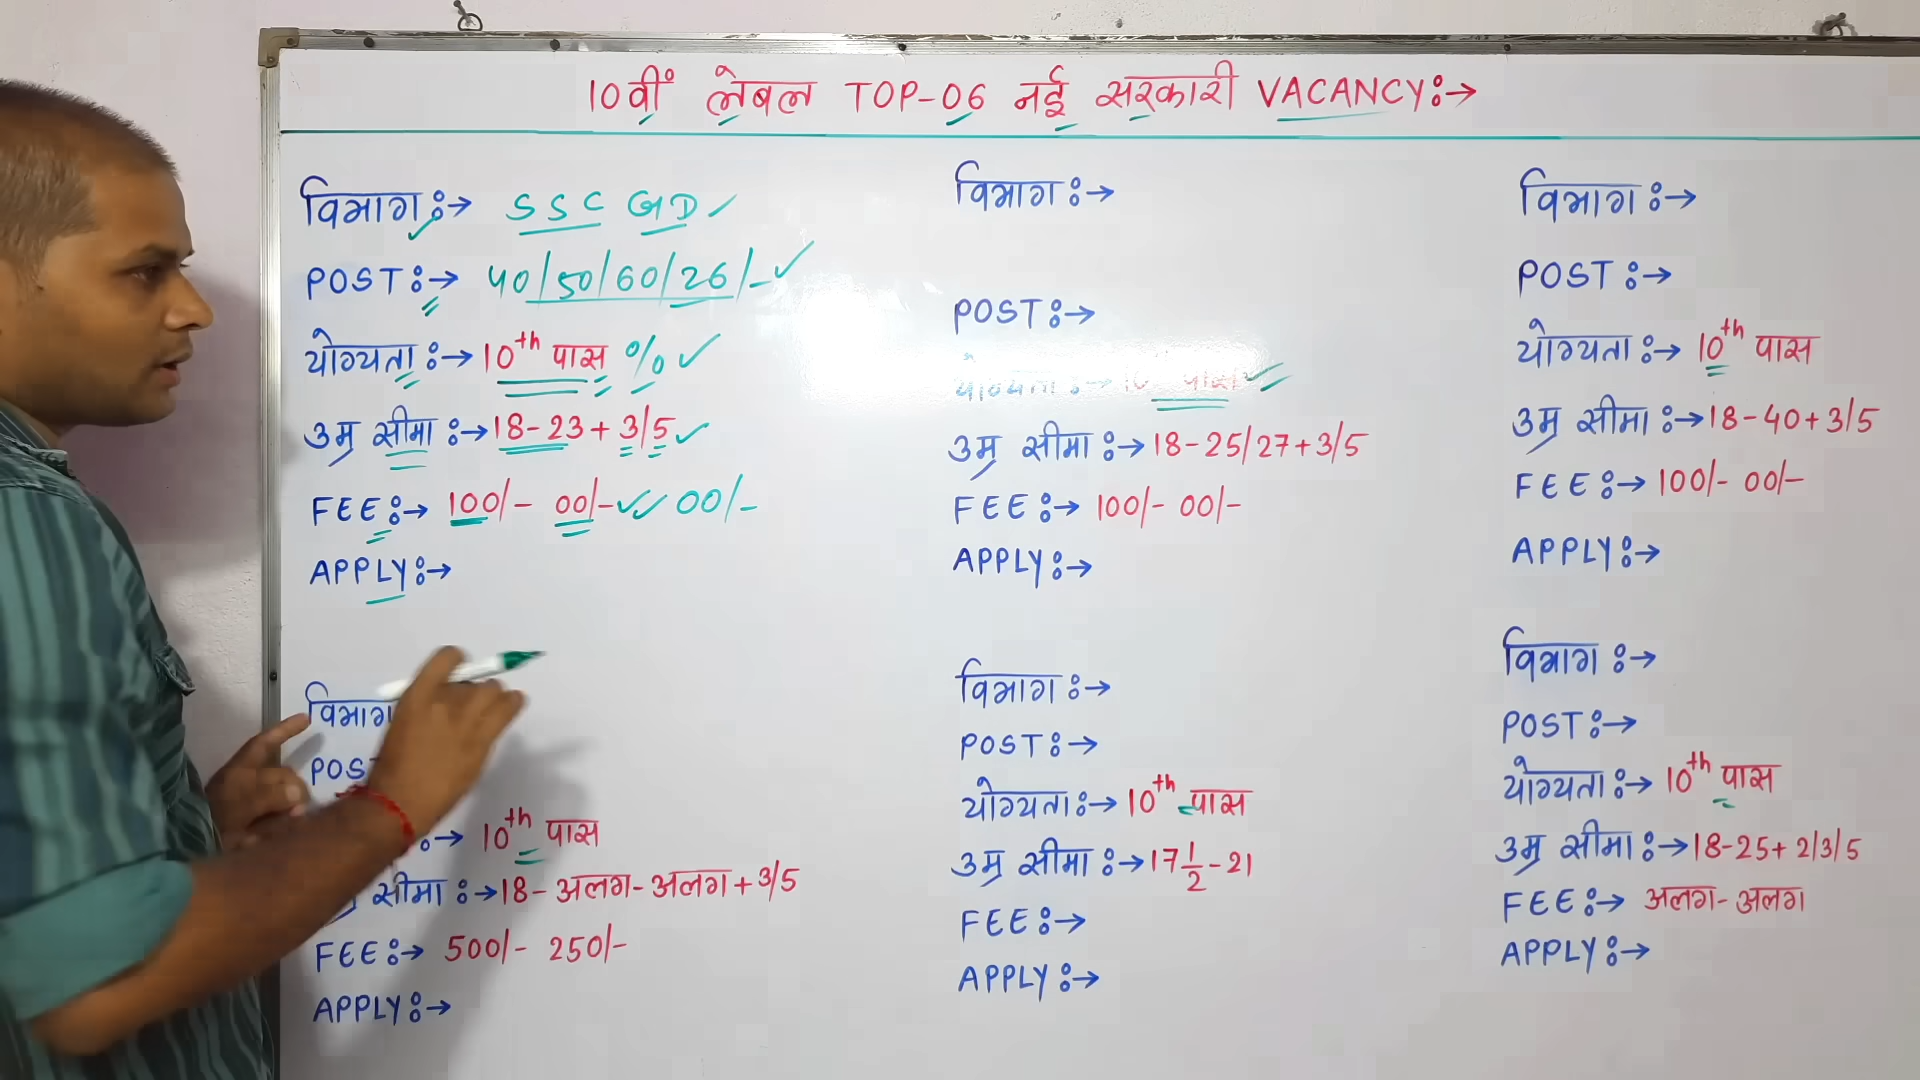 10वीं लेबल TOP-06 नई सरकारी VACANCY:→
विभाग:→ SSC GD
POST:→ 40/50/60/26/-
योग्यता:→ 10th पास %
उम्र सीमा:→ 18-23+3/5
FEE:→ 100/- 00/- 00/-
APPLY:→
विभाग
POST
:→ 10th पास
सीमा:→ 18-अलग-अलग+3/5
FEE:→ 500/- 250/-
APPLY:→
विभाग:→
POST:→
योग्यता:→ 10 पास
उम्र सीमा:→ 18-25/27+3/5
FEE:→ 100/- 00/-
APPLY:→
विभाग:→
POST:→
योग्यता:→ 10th पास
उम्र सीमा:→ 17 1/2-21
FEE:→
APPLY:→
विभाग:→
POST:→
योग्यता:→ 10th पास
उम्र सीमा:→ 18-40+3/5
FEE:→ 100/- 00/-
APPLY:→
विभाग:→
POST:→
योग्यता:→ 10th पास
उम्र सीमा:→ 18-25+2/3/5
FEE:→ अलग-अलग
APPLY:→